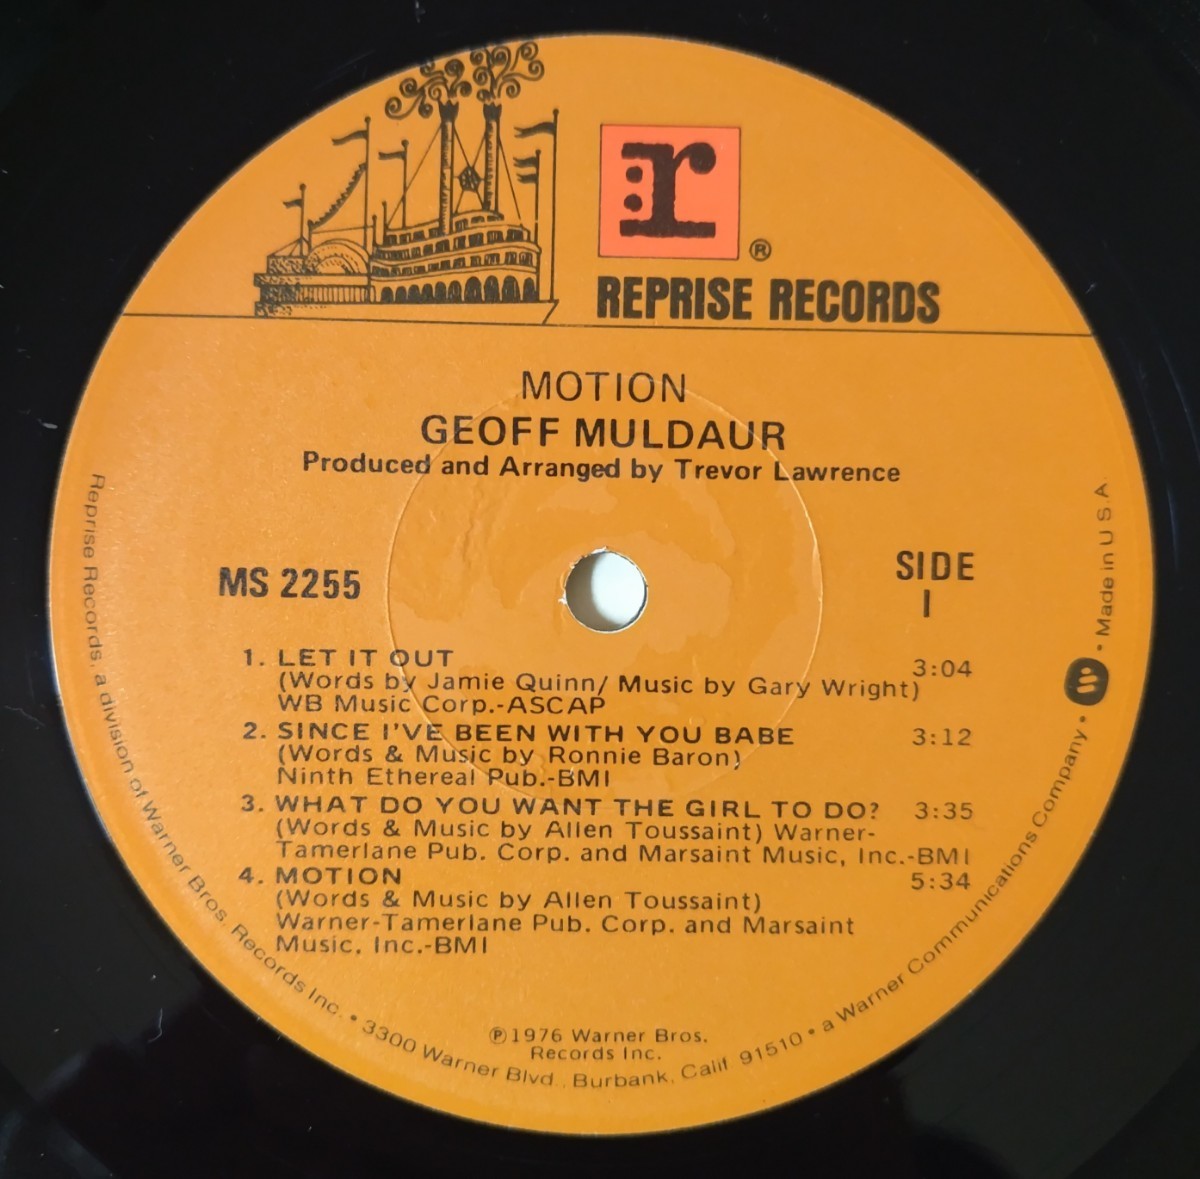 r
®
REPRISE RECORDS
MOTION
GEOFF MULDAUR
Produced and Arranged by Trevor Lawrence
MS 2255
SIDE
1
1. LET IT OUT 3:04
(Words by Jamie Quinn/ Music by Gary Wright)
WB Music Corp.-ASCAP
2. SINCE I'VE BEEN WITH YOU BABE 3:12
(Words & Music by Ronnie Baron)
Ninth Ethereal Pub.-BMI
3. WHAT DO YOU WANT THE GIRL TO DO? 3:35
(Words & Music by Allen Toussaint) Warner-
Tamerlane Pub. Corp. and Marsaint Music, Inc.-BMI
4. MOTION 5:34
(Words & Music by Allen Toussaint)
Warner-Tamerlane Pub. Corp. and Marsaint
Music, Inc.-BMI
℗1976 Warner Bros.
Records Inc.
Reprise Records, a division of Warner Bros. Records Inc. • 3300 Warner Blvd., Burbank, Calif 91510 • a Warner Communications Company • W • Made in U.S.A.